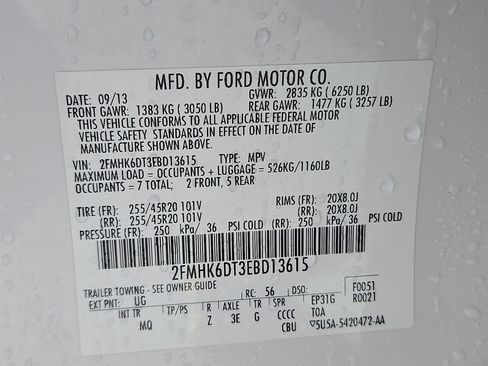 MFD. BY FORD MOTOR CO.
DATE: 09/13 GVWR: 2835 KG ( 6250 LB)
FRONT GAWR: 1383 KG ( 3050 LB) REAR GAWR: 1477 KG ( 3257 LB)
THIS VEHICLE CONFORMS TO ALL APPLICABLE FEDERAL MOTOR
VEHICLE SAFETY STANDARDS IN EFFECT ON THE DATE OF
MANUFACTURE SHOWN ABOVE.
VIN: 2FMHK6DT3EBD13615 TYPE: MPV
MAXIMUM LOAD = OCCUPANTS + LUGGAGE = 526KG/1160LB
OCCUPANTS = 7 TOTAL; 2 FRONT, 5 REAR
TIRE (FR): 255/45R20 101V RIMS (FR): 20X8.0J
(RR): 255/45R20 101V (RR): 20X8.0J
PRESSURE (FR): 250 kPa/ 36 PSI COLD (RR): 250 kPa/ 36 PSI COLD
2FMHK6DT3EBD13615
TRAILER TOWING - SEE OWNER GUIDE
EXT PNT: UG RC: 56 DSO: F0051
INT TR TP/PS R AXLE TR SPR EP31G R0021
MQ Z 3E G CCCC T0A
CBU ▽5U5A-5420472-AA